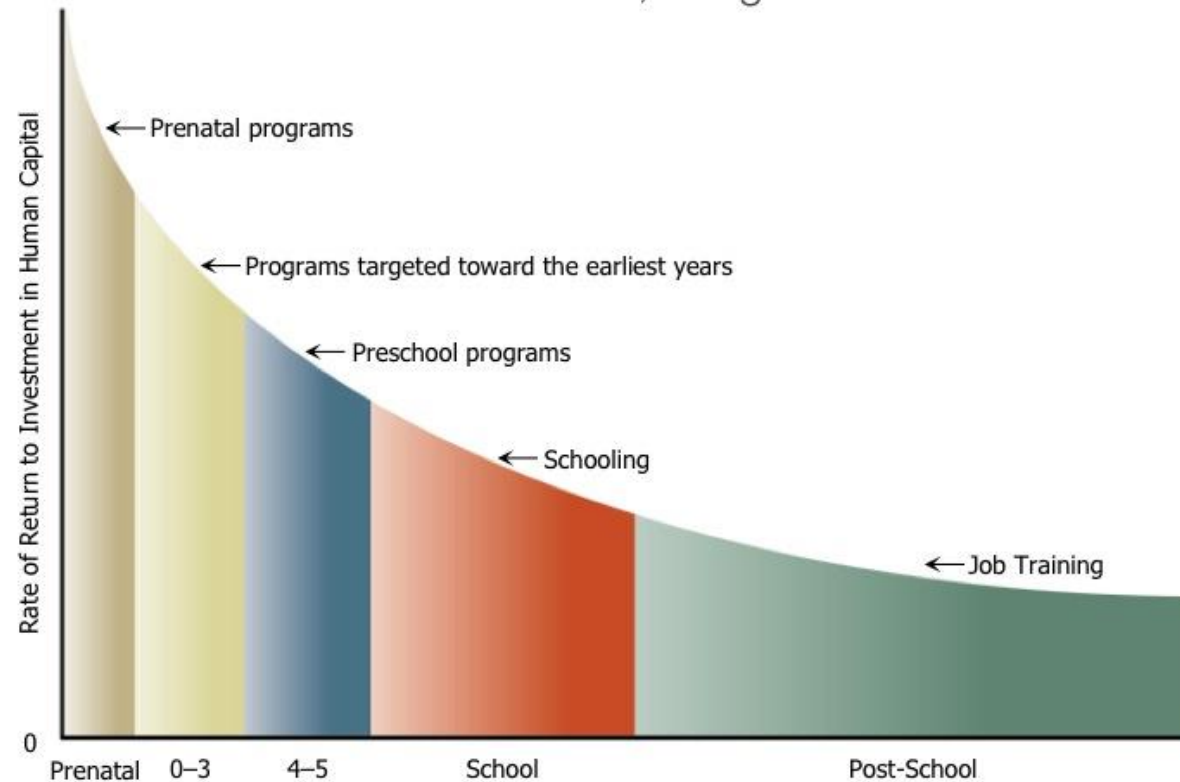 Rate of Return to Investment in Human Capital
Prenatal programs
Programs targeted toward the earliest years
Preschool programs
Schooling
Job Training
0
Prenatal
0–3
4–5
School
Post-School